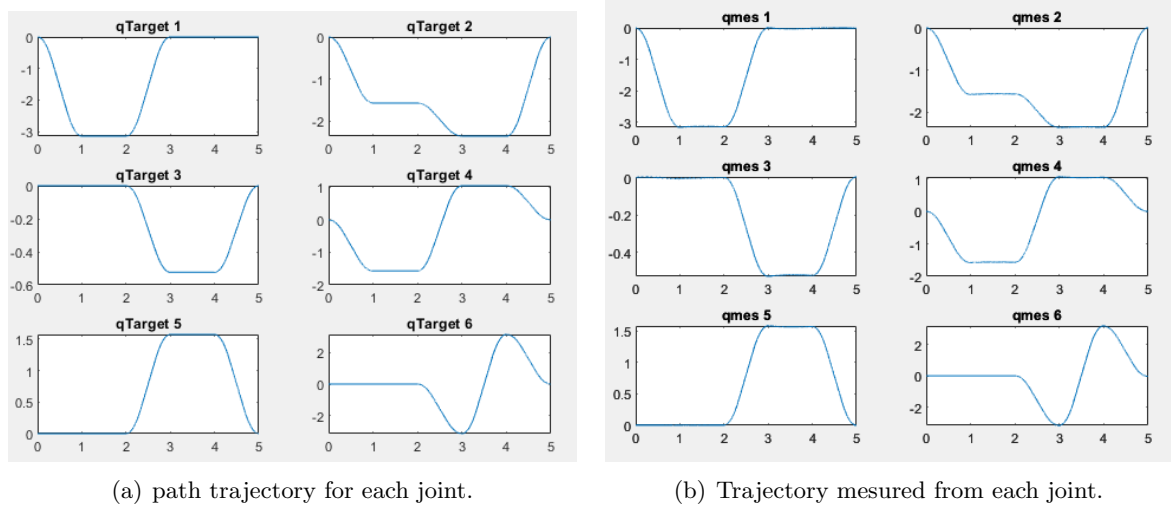 qTarget 1
0
-1
-2
-3
0 1 2 3 4 5
qTarget 2
0
-1
-2
0 1 2 3 4 5
qTarget 3
0
-0.2
-0.4
-0.6
0 1 2 3 4 5
qTarget 4
1
0
-1
-2
0 1 2 3 4 5
qTarget 5
1.5
1
0.5
0
0 1 2 3 4 5
qTarget 6
2
0
-2
0 1 2 3 4 5
(a) path trajectory for each joint.
qmes 1
0
-1
-2
-3
0 1 2 3 4 5
qmes 2
0
-1
-2
0 1 2 3 4 5
qmes 3
0
-0.2
-0.4
0 1 2 3 4 5
qmes 4
1
0
-1
-2
0 1 2 3 4 5
qmes 5
1.5
1
0.5
0
0 1 2 3 4 5
qmes 6
2
0
-2
0 1 2 3 4 5
(b) Trajectory mesured from each joint.